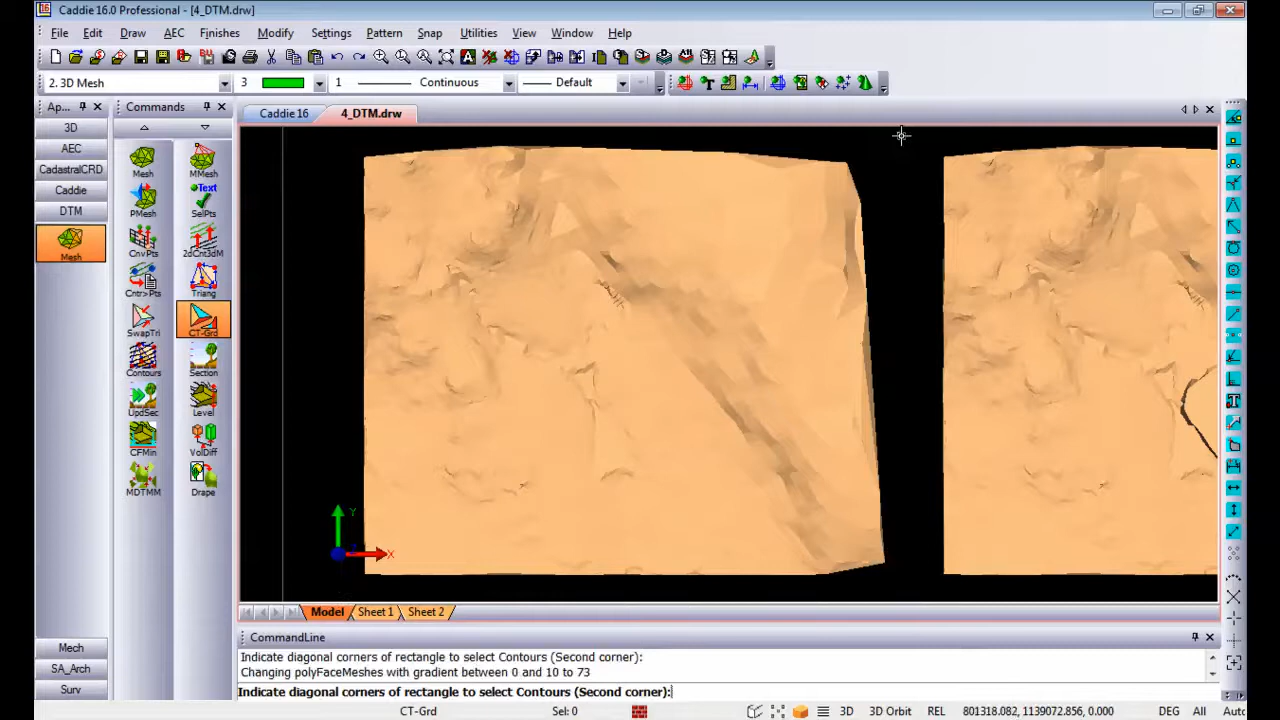 Caddie 16.0 Professional - [4_DTM.drw]
File Edit Draw AEC Finishes Modify Settings Pattern Snap Utilities View Window Help
2. 3D Mesh 3 1 Continuous Default
Ap... Commands Caddie 16 4_DTM.drw
3D
AEC
CadastralCRD
Caddie
DTM
Mesh
Mesh MMesh
Text
PMesh SelPts
CnvPts 2dCnt3dM
Cntr>Pts Triang
SwapTri CT-Grd
Contours Section
UpdSec Level
CFMin VolDiff
MDTMM Drape
Y
X
Model Sheet 1 Sheet 2
CommandLine
Mech
SA_Arch
Surv
Indicate diagonal corners of rectangle to select Contours (Second corner):
Changing polyFaceMeshes with gradient between 0 and 10 to 73
Indicate diagonal corners of rectangle to select Contours (Second corner):
CT-Grd Sel: 0 3D 3D Orbit REL 801318.082, 1139072.856, 0.000 DEG All Auto